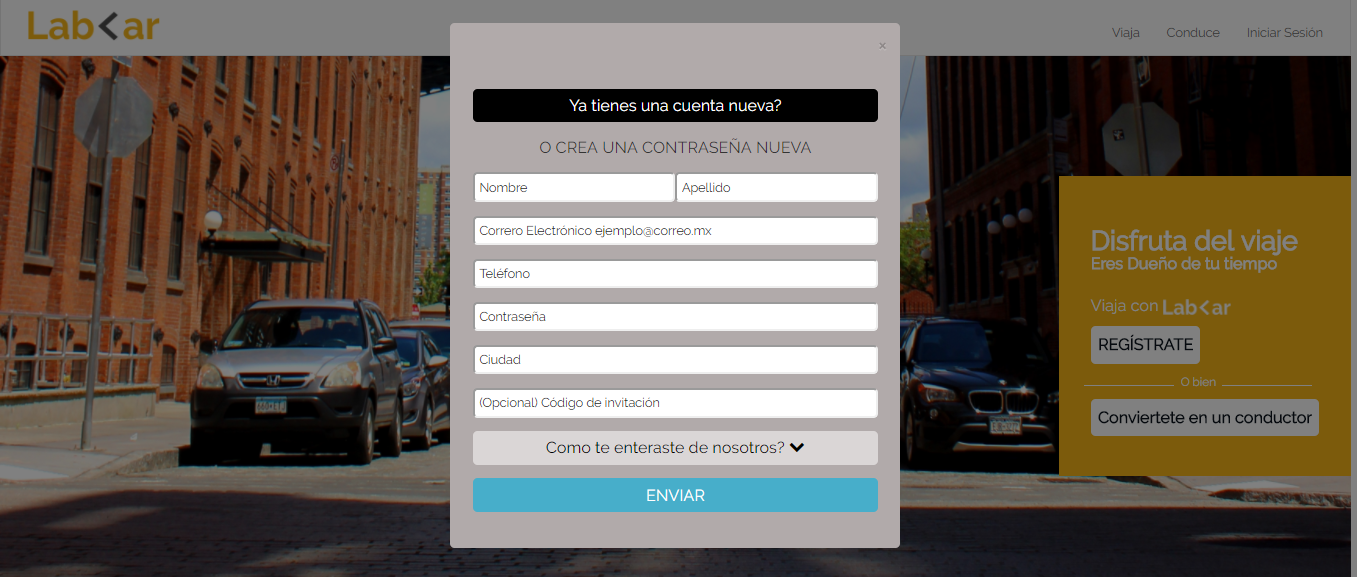 Lab<ar
Viaja Conduce Iniciar Sesión
×
Ya tienes una cuenta nueva?
O CREA UNA CONTRASEÑA NUEVA
Nombre Apellido
Correro Electrónico ejemplo@correo.mx
Teléfono
Contraseña
Ciudad
(Opcional) Código de invitación
Como te enteraste de nosotros?
ENVIAR
Disfruta del viaje
Eres Dueño de tu tiempo
Viaja con Lab<ar
REGÍSTRATE
O bien
Conviertete en un conductor